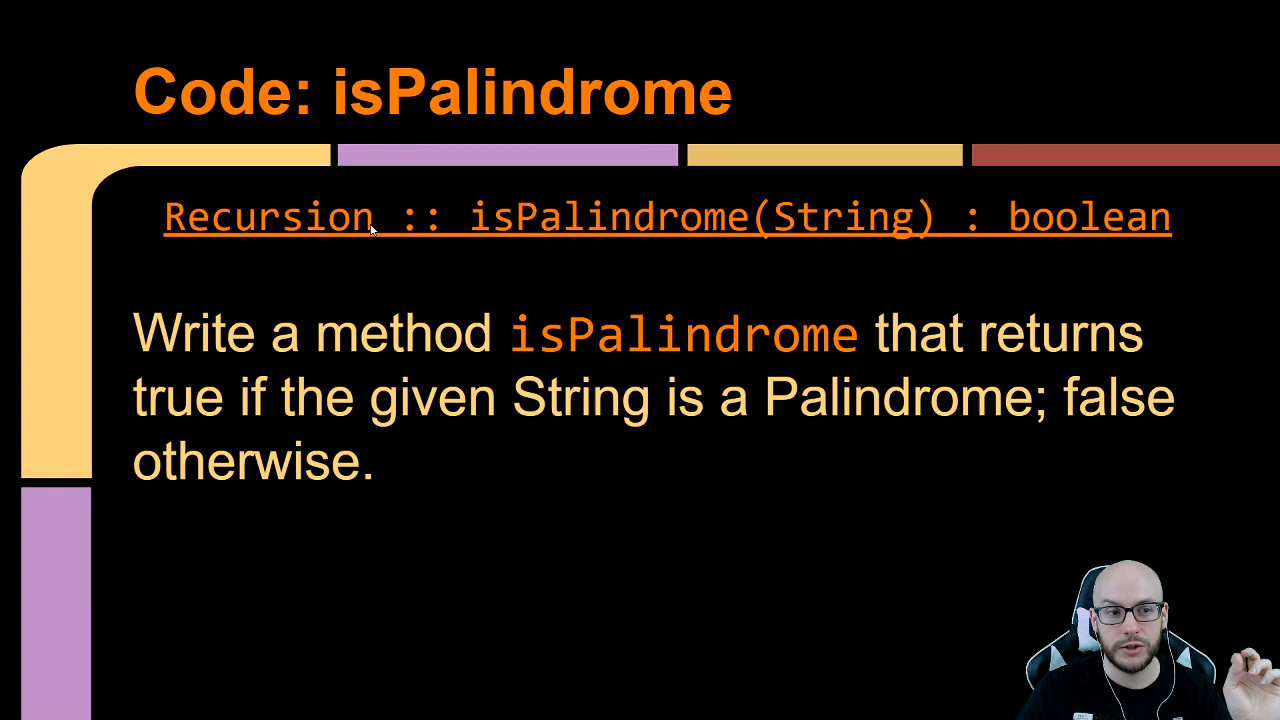 Code: isPalindrome
Recursion :: isPalindrome(String) : boolean
Write a method isPalindrome that returns
true if the given String is a Palindrome; false
otherwise.